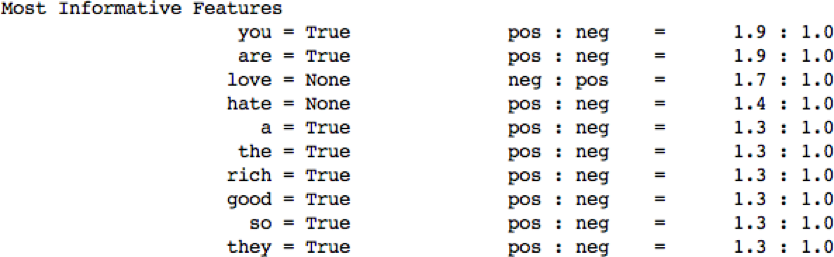 Most Informative Features
you = True pos : neg = 1.9 : 1.0
are = True pos : neg = 1.9 : 1.0
love = None neg : pos = 1.7 : 1.0
hate = None pos : neg = 1.4 : 1.0
a = True pos : neg = 1.3 : 1.0
the = True pos : neg = 1.3 : 1.0
rich = True pos : neg = 1.3 : 1.0
good = True pos : neg = 1.3 : 1.0
so = True pos : neg = 1.3 : 1.0
they = True pos : neg = 1.3 : 1.0